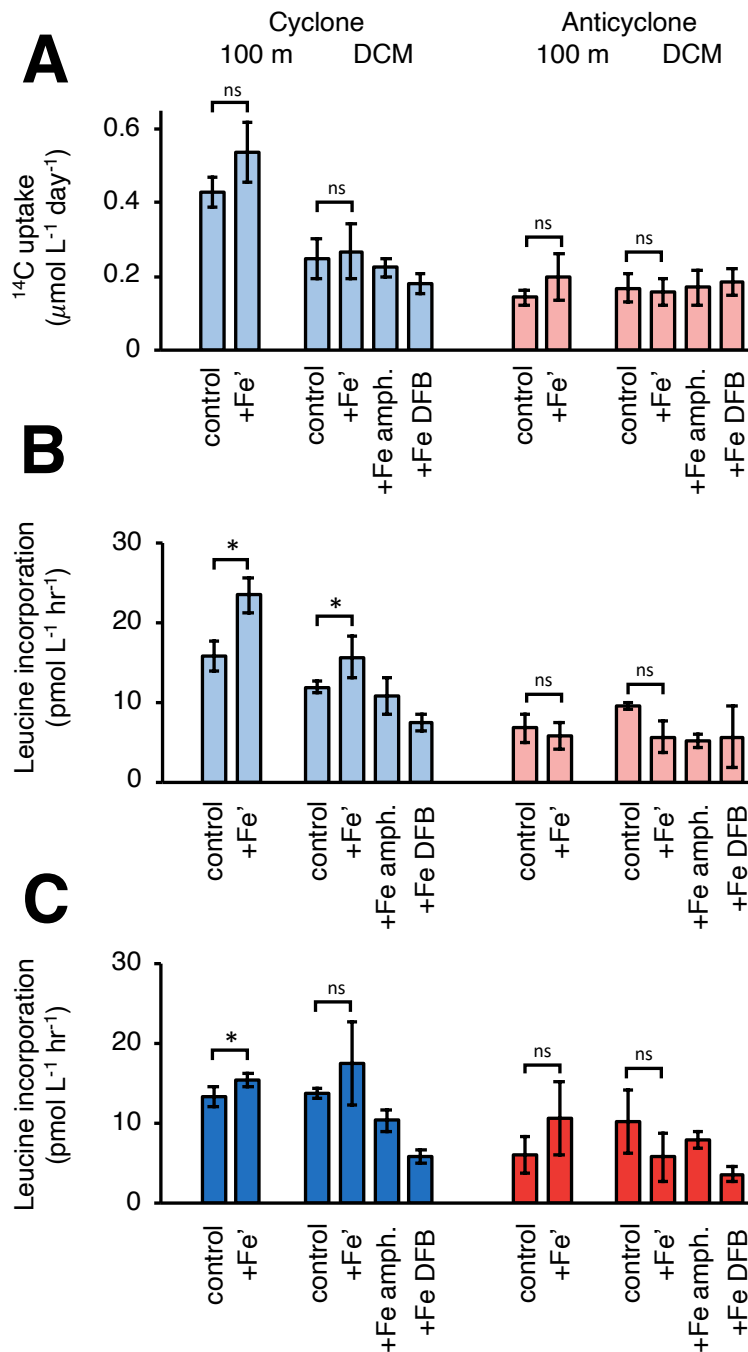 Cyclone Anticyclone
100 m DCM 100 m DCM
A
ns
ns
ns
ns
0.6
0.4
0.2
0
¹⁴C uptake
(μmol L⁻¹ day⁻¹)
control
+Fe'
control
+Fe'
+Fe amph.
+Fe DFB
control
+Fe'
control
+Fe'
+Fe amph.
+Fe DFB
B
*
*
ns
ns
30
20
10
0
Leucine incorporation
(pmol L⁻¹ hr⁻¹)
control
+Fe'
control
+Fe'
+Fe amph.
+Fe DFB
control
+Fe'
control
+Fe'
+Fe amph.
+Fe DFB
C
*
ns
ns
ns
30
20
10
0
Leucine incorporation
(pmol L⁻¹ hr⁻¹)
control
+Fe'
control
+Fe'
+Fe amph.
+Fe DFB
control
+Fe'
control
+Fe'
+Fe amph.
+Fe DFB